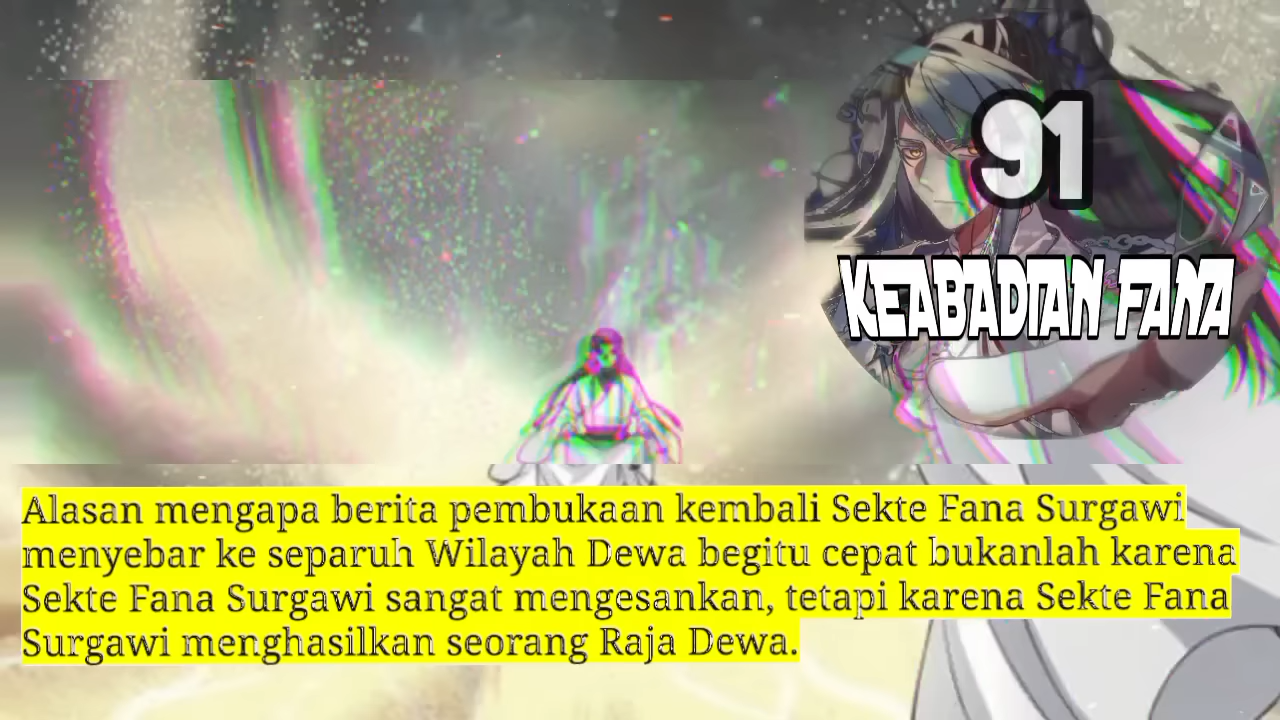 91
KEABADIAN FANA
Alasan mengapa berita pembukaan kembali Sekte Fana Surgawi
menyebar ke separuh Wilayah Dewa begitu cepat bukanlah karena
Sekte Fana Surgawi sangat mengesankan, tetapi karena Sekte Fana
Surgawi menghasilkan seorang Raja Dewa.